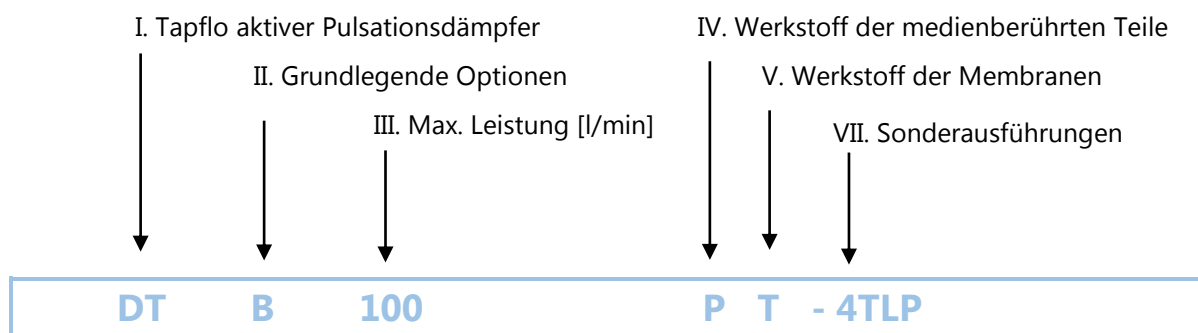 I. Tapflo aktiver Pulsationsdämpfer
IV. Werkstoff der medienberührten Teile
II. Grundlegende Optionen
V. Werkstoff der Membranen
III. Max. Leistung [l/min]
VII. Sonderausführungen
DT B 100 P T - 4TLP